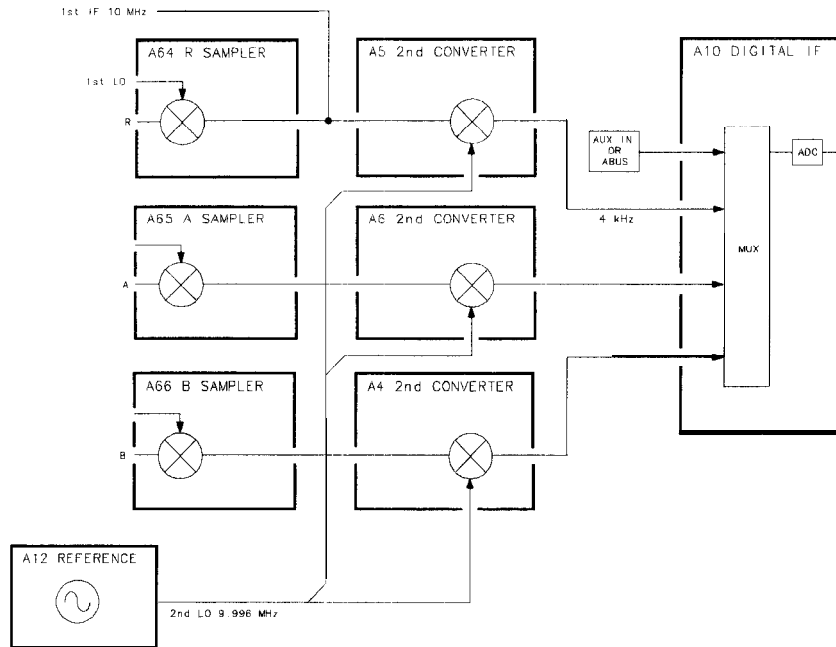 1st IF 10 MHz
A64 R SAMPLER
A5 2nd CONVERTER
A10 DIGITAL IF
1st LO
R
AUX IN
OR
ABUS
ADC
A65 A SAMPLER
A6 2nd CONVERTER
4 kHz
MUX
A
A66 B SAMPLER
A4 2nd CONVERTER
B
A12 REFERENCE
2nd LO 9.996 MHz